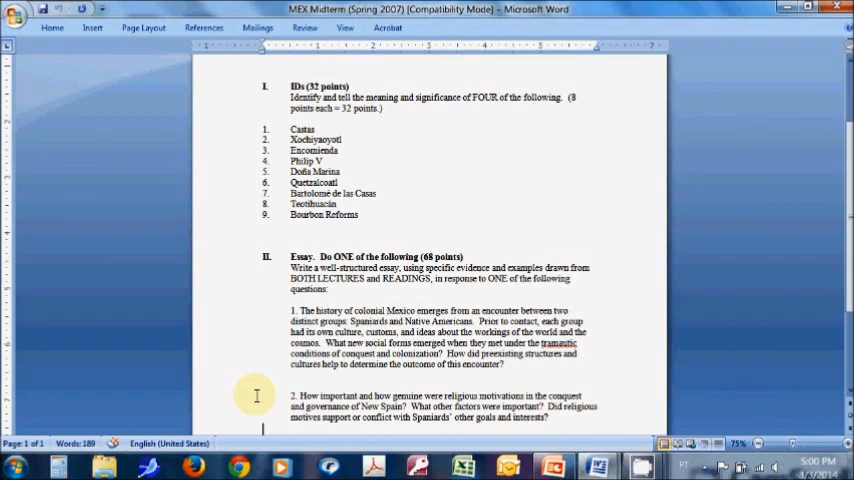 MEX Midterm (Spring 2007) [Compatibility Mode] - Microsoft Word
Home Insert Page Layout References Mailings Review View Acrobat
I. IDs (32 points)
Identify and tell the meaning and significance of FOUR of the following. (8
points each = 32 points.)
1. Castas
2. Xochiyaoyotl
3. Encomienda
4. Philip V
5. Doña Marina
6. Quetzalcoatl
7. Bartolomé de las Casas
8. Teotihuacán
9. Bourbon Reforms
II. Essay. Do ONE of the following (68 points)
Write a well-structured essay, using specific evidence and examples drawn from
BOTH LECTURES and READINGS, in response to ONE of the following
questions:
1. The history of colonial Mexico emerges from an encounter between two
distinct groups: Spaniards and Native Americans. Prior to contact, each group
had its own culture, customs, and ideas about the workings of the world and the
cosmos. What new social forms emerged when they met under the tramautic
conditions of conquest and colonization? How did preexisting structures and
cultures help to determine the outcome of this encounter?
2. How important and how genuine were religious motivations in the conquest
and governance of New Spain? What other factors were important? Did religious
motives support or conflict with Spaniards' other goals and interests?
Page: 1 of 1 Words: 189 English (United States) 75%
PT 5:00 PM
3/3/2014